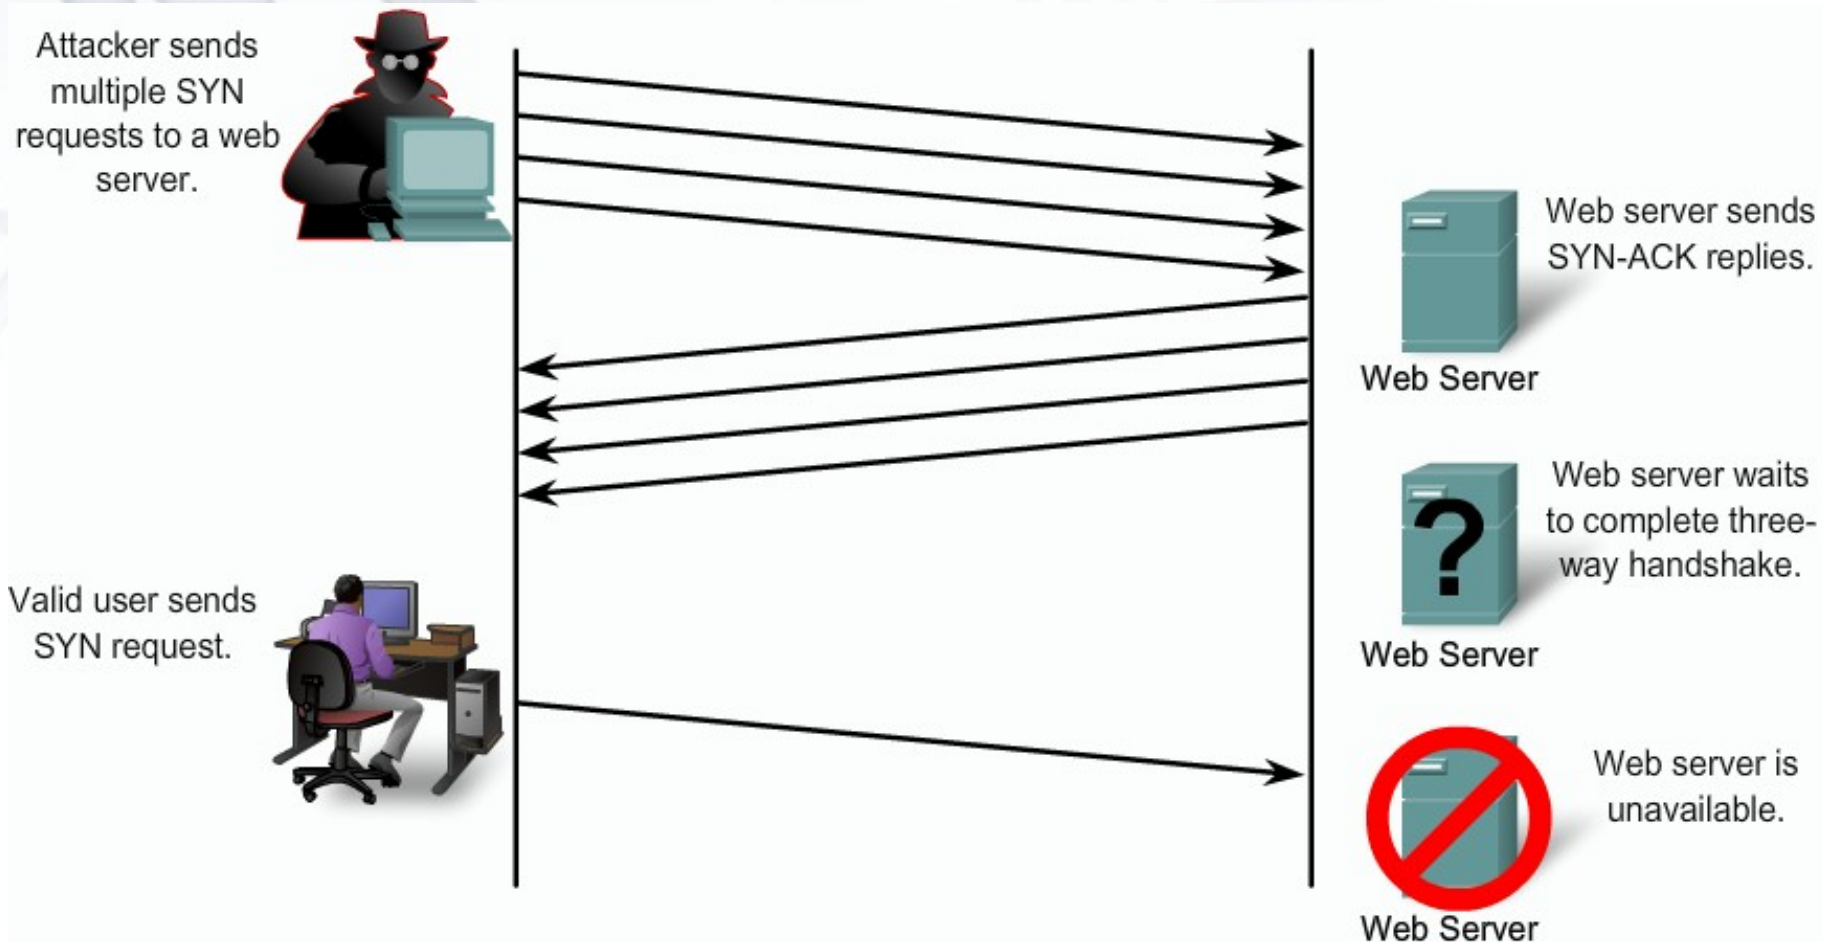 Attacker sends
multiple SYN
requests to a web
server.
Web server sends
SYN-ACK replies.
Web Server
Web server waits
to complete three-
way handshake.
Web Server
Valid user sends
SYN request.
Web server is
unavailable.
Web Server